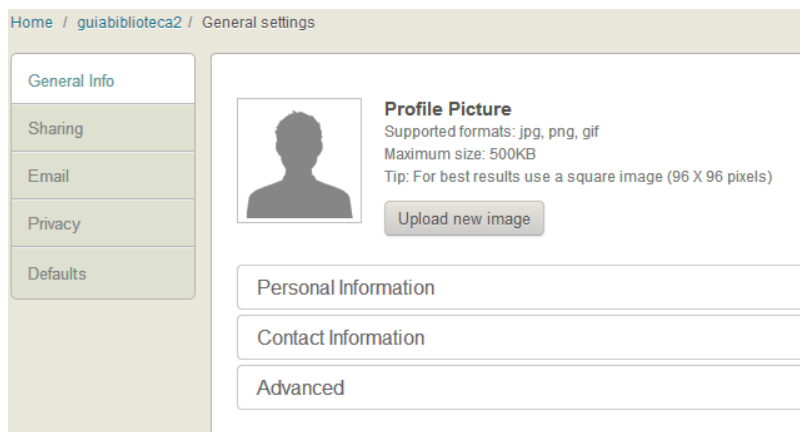 Home / guiabiblioteca2 / General settings
General Info
Sharing
Email
Privacy
Defaults
Profile Picture
Supported formats: jpg, png, gif
Maximum size: 500KB
Tip: For best results use a square image (96 X 96 pixels)
Upload new image
Personal Information
Contact Information
Advanced